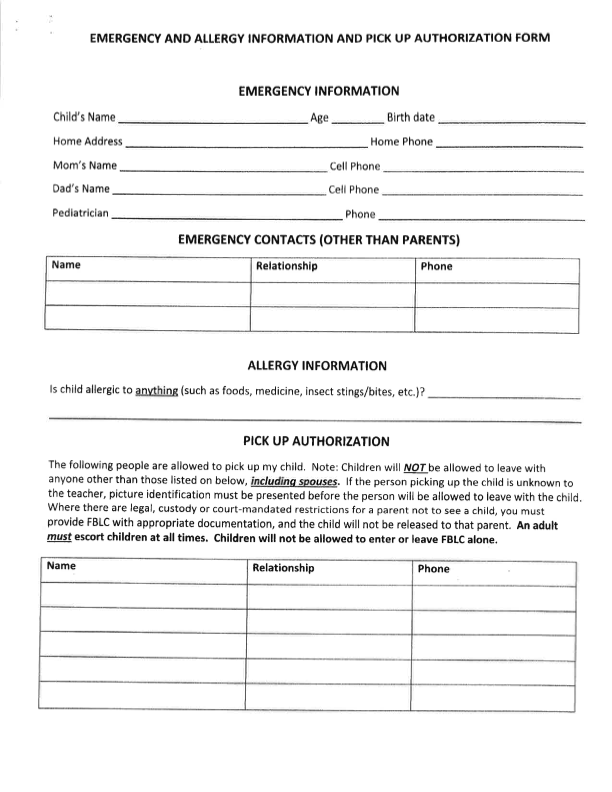 EMERGENCY AND ALLERGY INFORMATION AND PICK UP AUTHORIZATION FORM
EMERGENCY INFORMATION
Child's Name Age Birth date
Home Address Home Phone
Mom's Name Cell Phone
Dad's Name Cell Phone
Pediatrician Phone
EMERGENCY CONTACTS (OTHER THAN PARENTS)
Name Relationship Phone
ALLERGY INFORMATION
Is child allergic to anything (such as foods, medicine, insect stings/bites, etc.)?
PICK UP AUTHORIZATION
The following people are allowed to pick up my child. Note: Children will NOT be allowed to leave with
anyone other than those listed on below, including spouses. If the person picking up the child is unknown to
the teacher, picture identification must be presented before the person will be allowed to leave with the child.
Where there are legal, custody or court-mandated restrictions for a parent not to see a child, you must
provide FBLC with appropriate documentation, and the child will not be released to that parent. An adult
must escort children at all times. Children will not be allowed to enter or leave FBLC alone.
Name Relationship Phone